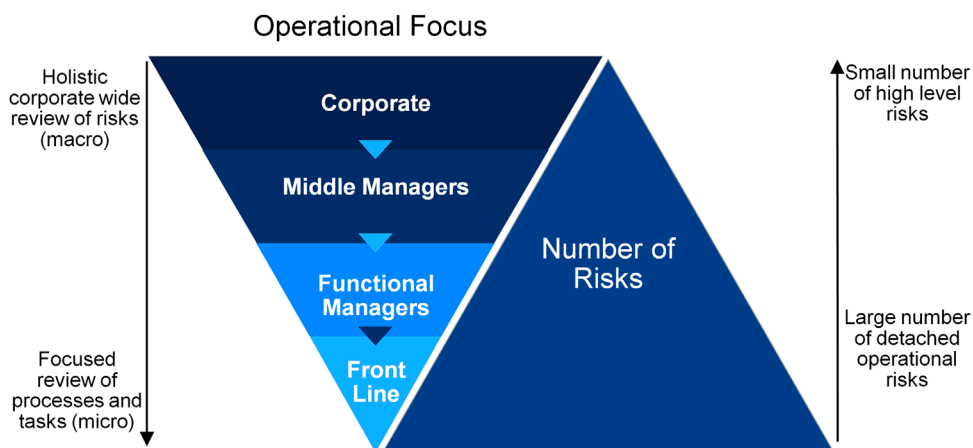 Operational Focus
Holistic
corporate wide
review of risks
(macro)
Corporate
Middle Managers
Functional
Managers
Front
Line
Focused
review of
processes and
tasks (micro)
Number of
Risks
Small number
of high level
risks
Large number
of detached
operational
risks